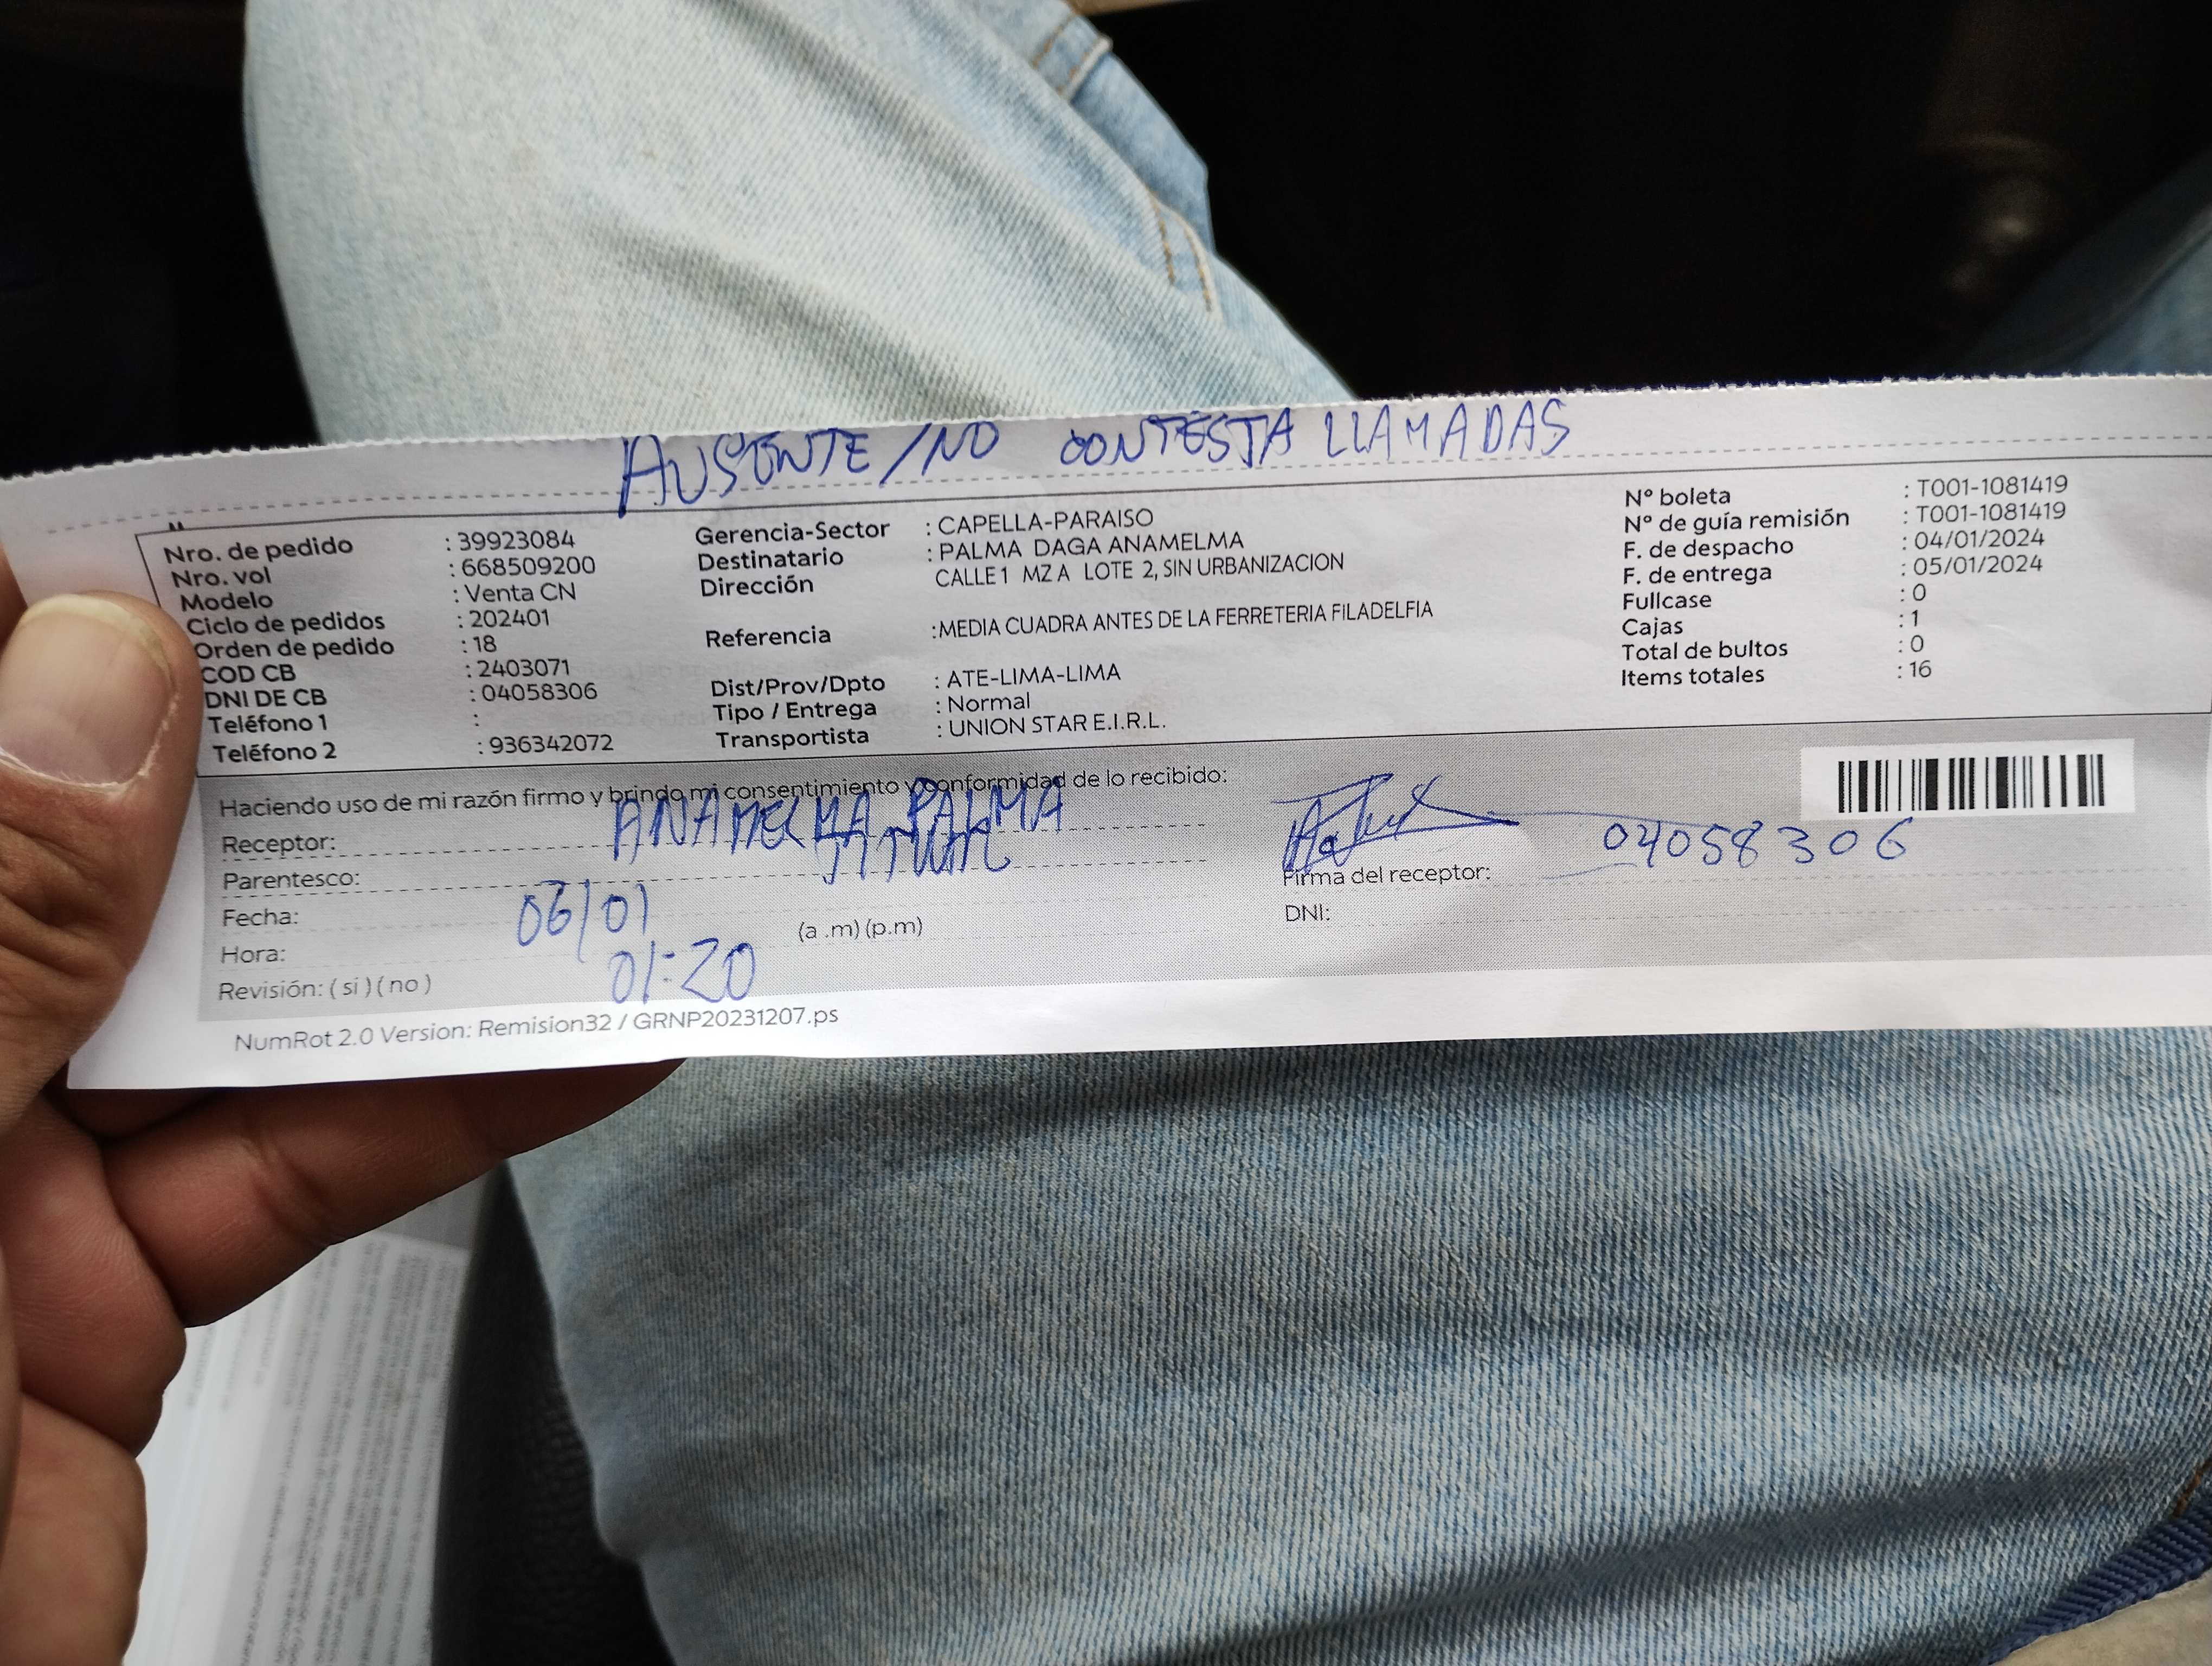 AUSENTE/NO CONTESTA LLAMADAS
Nro. de pedido : 39923084
Nro. vol : 668509200
Modelo : Venta CN
Ciclo de pedidos : 202401
Orden de pedido : 18
COD CB : 2403071
DNI DE CB : 04058306
Teléfono 1 :
Teléfono 2 : 936342072
Gerencia-Sector : CAPELLA-PARAISO
Destinatario : PALMA DAGA ANAMELMA
Dirección CALLE 1 MZ A LOTE 2, SIN URBANIZACION
Referencia :MEDIA CUADRA ANTES DE LA FERRETERIA FILADELFIA
Dist/Prov/Dpto : ATE-LIMA-LIMA
Tipo / Entrega : Normal
Transportista : UNION STAR E.I.R.L.
N° boleta : T001-1081419
N° de guía remisión : T001-1081419
F. de despacho : 04/01/2024
F. de entrega : 05/01/2024
Fullcase : 0
Cajas : 1
Total de bultos : 0
Items totales : 16
Haciendo uso de mi razón firmo y brindo mi consentimiento y conformidad de lo recibido:
Receptor: ANAMELMA PALMA
Parentesco: TITULAR
Fecha: 06/01
Hora: 01:20 (a .m) (p.m)
Revisión: ( si ) ( no )
04058306
Firma del receptor:
DNI:
NumRot 2.0 Version: Remision32 / GRNP20231207.ps